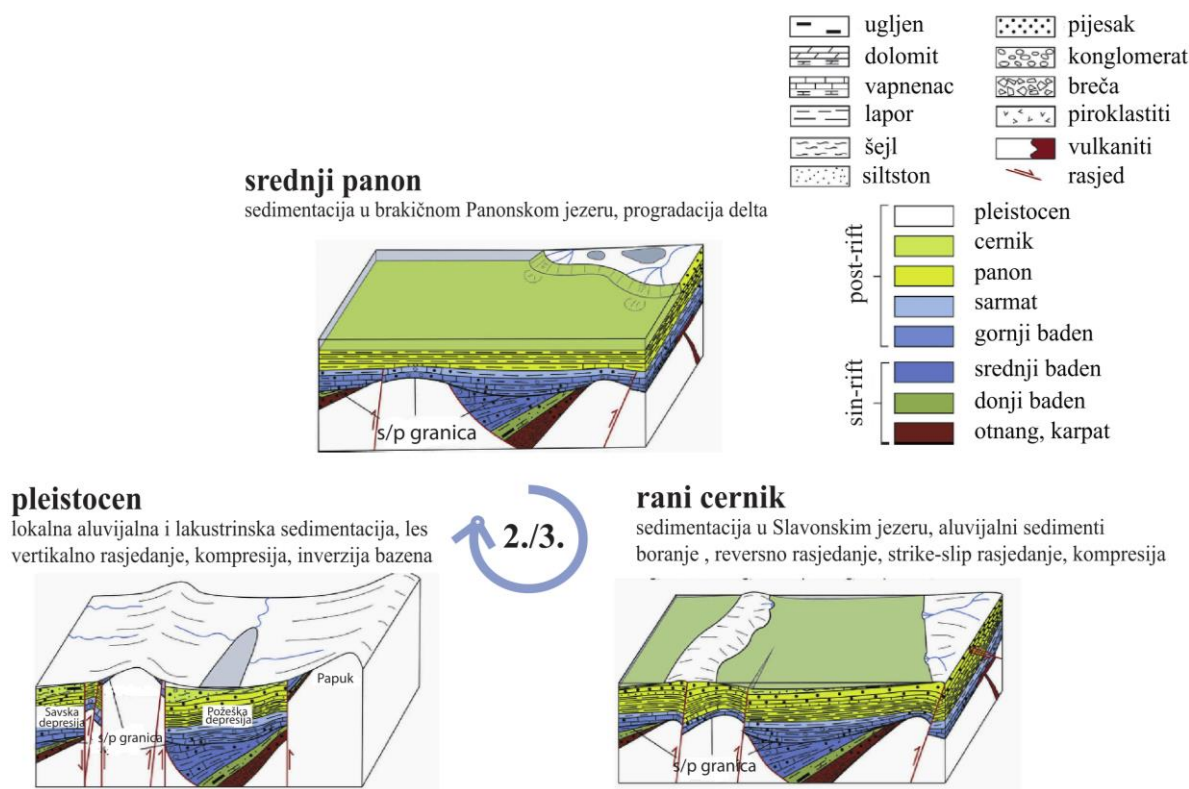 ugljen
dolomit
vapnenac
lapor
šejl
siltston
pijesak
konglomerat
breča
piroklastiti
vulkaniti
rasjed
post-rift
pleistocen
cernik
panon
sarmat
gornji baden
sin-rift
srednji baden
donji baden
otnang, karpat
srednji panon
sedimentacija u brakičnom Panonskom jezeru, progradacija delta
s/p granica
pleistocen
lokalna aluvijalna i lakustrinska sedimentacija, les
vertikalno rasjedanje, kompresija, inverzija bazena
Papuk
Savska
depresija
Požeška
depresija
s/p granica
2./3.
rani cernik
sedimentacija u Slavonskim jezeru, aluvijalni sedimenti
boranje , reversno rasjedanje, strike-slip rasjedanje, kompresija
s/p granica